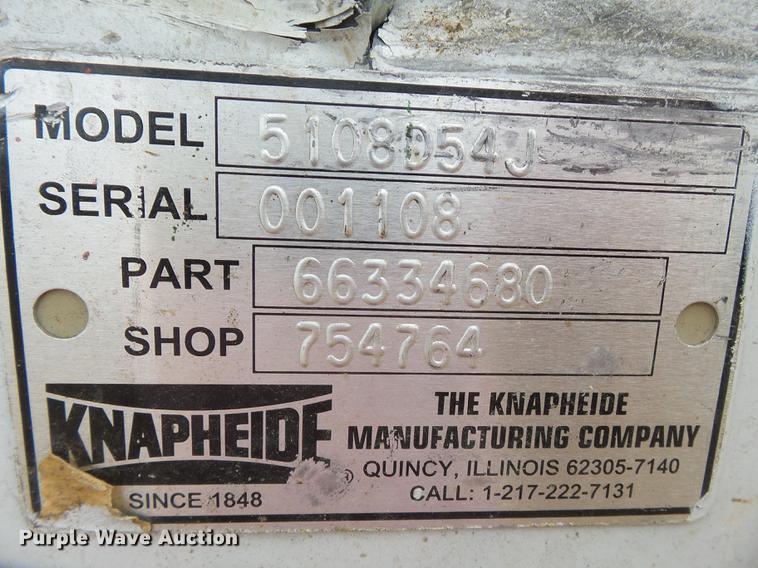 MODEL 5108D54J
SERIAL 001108
PART 66334680
SHOP 754764
KNAPHEIDE ®
SINCE 1848
THE KNAPHEIDE
MANUFACTURING COMPANY
QUINCY, ILLINOIS 62305-7140
CALL: 1-217-222-7131
Purple Wave Auction